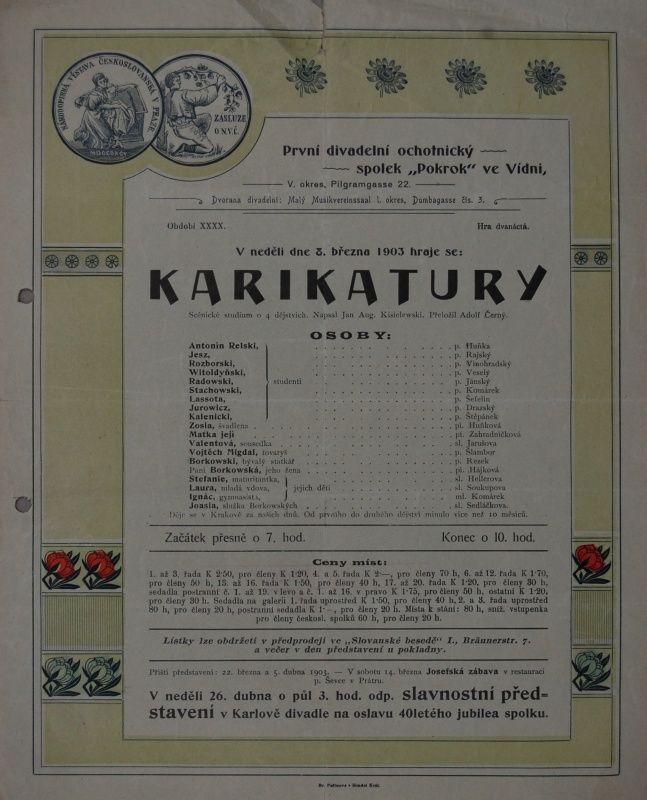 NÁRODOPISNÁ VÝSTAVA ČESKOSLOVANSKÁ V PRAZE
MDCCCXCV
ZÁSLUZE
O N.V.Č.
První divadelní ochotnický
spolek „Pokrok" ve Vídni,
V. okres, Pilgramgasse 22.
Dvorana divadelní: Malý Musikvereinssaal I. okres, Dumbagasse čís. 3.
Období XXXX.
Hra dvanáctá.
V neděli dne 8. března 1903 hraje se:
KARIKATURY
Scénické studium o 4 dějstvích. Napsal Jan Aug. Kisielewski. Přeložil Adolf Černý.
OSOBY:
Antonin Relski, p. Huňka
Jesz, p. Rajský
Rozborski, p. Vinohradský
Witoldyňski, p. Veselý
Radowski, studenti p. Jánský
Stachowski, p. Komárek
Lassota, p. Šefelín
Jurowicz, p. Drazský
Kalenicki, p. Štěpánek
Zosia, švadlena pí. Huňková
Matka její pí. Zahradníčková
Valentová, sousedka sl. Jarušova
Vojtěch Migdal, tovaryš p. Šlambor
Borkowski, bývalý statkář p. Rezek
Paní Borkowská, jeho žena pí. Hájková
Stefanie, maturitantka, sl. Hellerova
Laura, mladá vdova, jejich děti sl. Soukupova
Ignác, gymnasista, ml. Komárek
Joasia, služka Borkowských sl. Sedláčkova.
Děje se v Krakově za našich dnů. Od prvního do druhého dějství minulo více než 10 měsíců.
Začátek přesně o 7. hod.
Konec o 10. hod.
Ceny míst:
1. až 3. řada K 2·50, pro členy K 1·20, 4. a 5. řada K 2·—, pro členy 70 h, 6. až 12. řada K 1·70,
pro členy 50 h, 13. až 16. řada K 1·50, pro členy 40 h, 17. až 20. řada K 1·20, pro členy 30 h,
sedadla postranní č. 1. až 19. v levo a č. 1. až 16. v pravo K 1·75, pro členy 50 h, ostatní K 1·20,
pro členy 30 h. Sedadla na galerii 1. řada uprostřed K 1·50, pro členy 40 h, 2. a 3. řada uprostřed
80 h, pro členy 20 h, postranní sedadla K 1·—, pro členy 20 h. Místa k stání: 80 h, sníž. vstupenka
pro členy českosl. spolků 60 h, pro členy 20 h.
Lístky lze obdržeti v předprodeji ve „Slovanské besedě" I., Bräunerstr. 7.
a večer v den představení u pokladny.
Příští představení: 22. března a 5. dubna 1903. — V sobotu 14. března Josefská zábava v restauraci
p. Ševce v Prátru.
V neděli 26. dubna o půl 3. hod. odp. slavnostní před-
stavení v Karlově divadle na oslavu 40letého jubilea spolku.